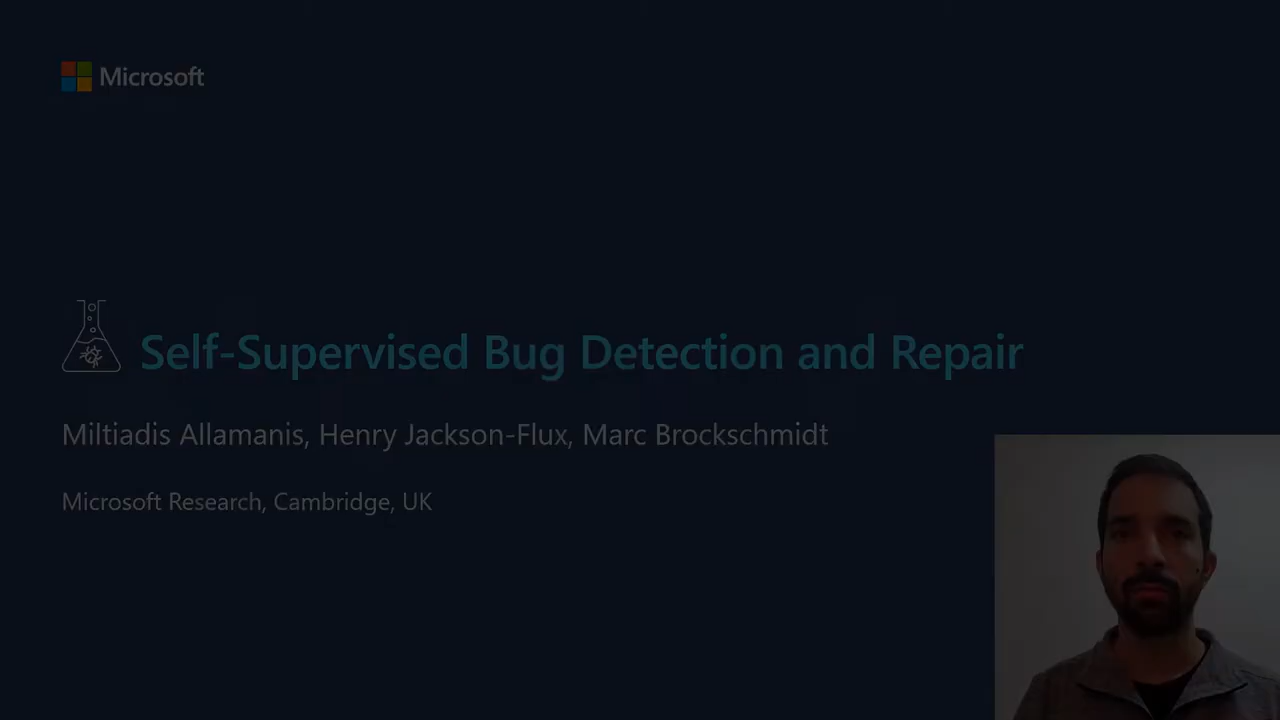 Microsoft
Self-Supervised Bug Detection and Repair
Miltiadis Allamanis, Henry Jackson-Flux, Marc Brockschmidt
Microsoft Research, Cambridge, UK